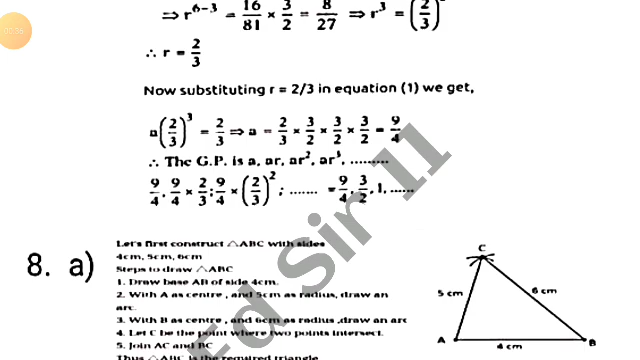 ⇒ r⁶⁻³ = 16/81 × 3/2 = 8/27 ⇒ r³ = (2/3)
∴ r = 2/3
Now substituting r = 2/3 in equation (1) we get,
a(2/3)³ = 2/3 ⇒ a = 2/3 × 3/2 × 3/2 × 3/2 = 9/4
∴ The G.P. is a, ar, ar², ar³, .........
9/4, 9/4 × 2/3; 9/4 × (2/3)²; ....... = 9/4, 3/2, 1, ......
8. a) Let's first construct △ABC with sides
4cm, 5cm, 6cm
Steps to draw △ABC
1. Draw base AB of side 4cm.
2. With A as centre , and 5cm as radius, draw an
arc.
3. With B as centre , and 6cm as radius ,draw an arc
4. Let C be the point where two points intersect.
5. Join AC and BC
Thus △ABC is the required triangle
C
5 cm
6 cm
A
4 cm
B
Ed Sir 11